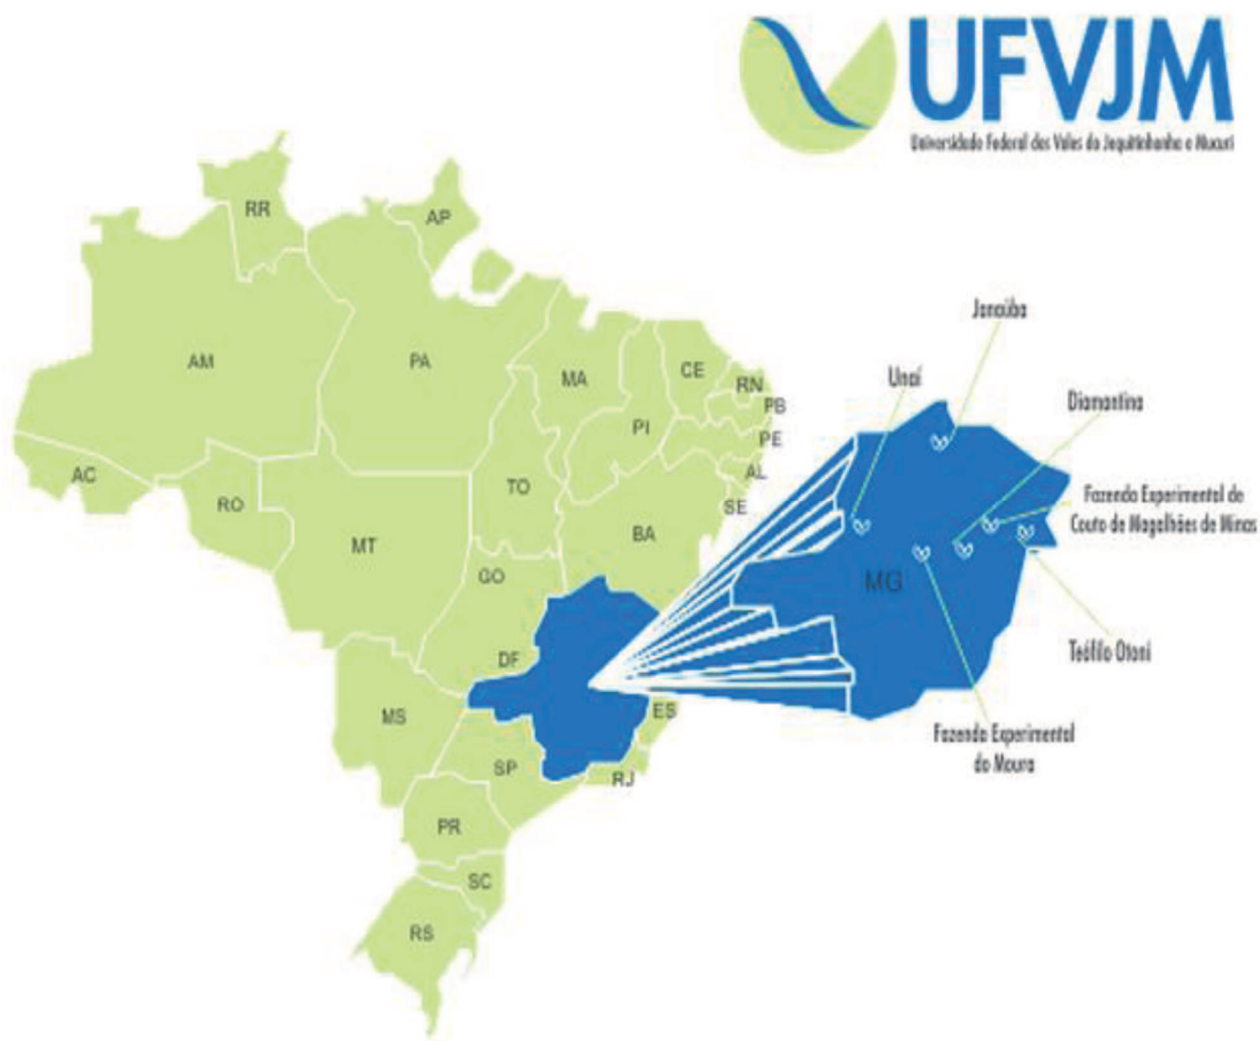 UFVJM
Universidade Federal dos Vales do Jequitinhonha e Mucuri
RR
AP
AM
PA
MA
CE
RN
PB
PI
PE
AC
RO
TO
AL
SE
MT
BA
GO
DF
MS
ES
SP
RJ
PR
SC
RS
Janaúba
Unaí
Diamantina
Fazenda Experimental de
Couto de Magalhães de Minas
MG
Teófilo Otoni
Fazenda Experimental
do Moura